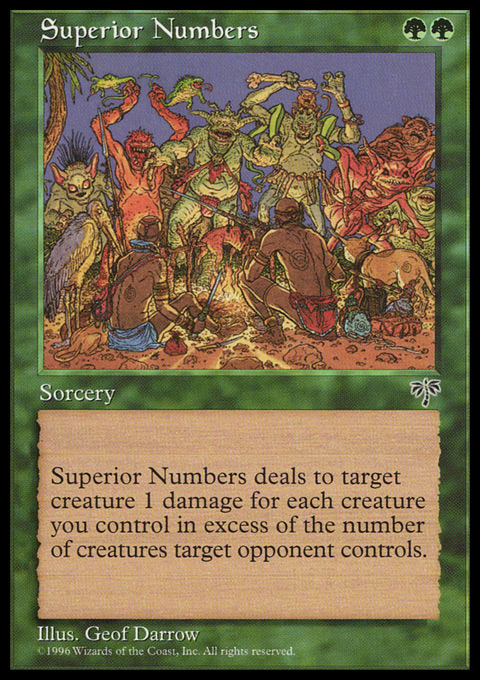 Superior Numbers
Sorcery
Superior Numbers deals to target
creature 1 damage for each creature
you control in excess of the number
of creatures target opponent controls.
Illus. Geof Darrow
©1996 Wizards of the Coast, Inc. All rights reserved.